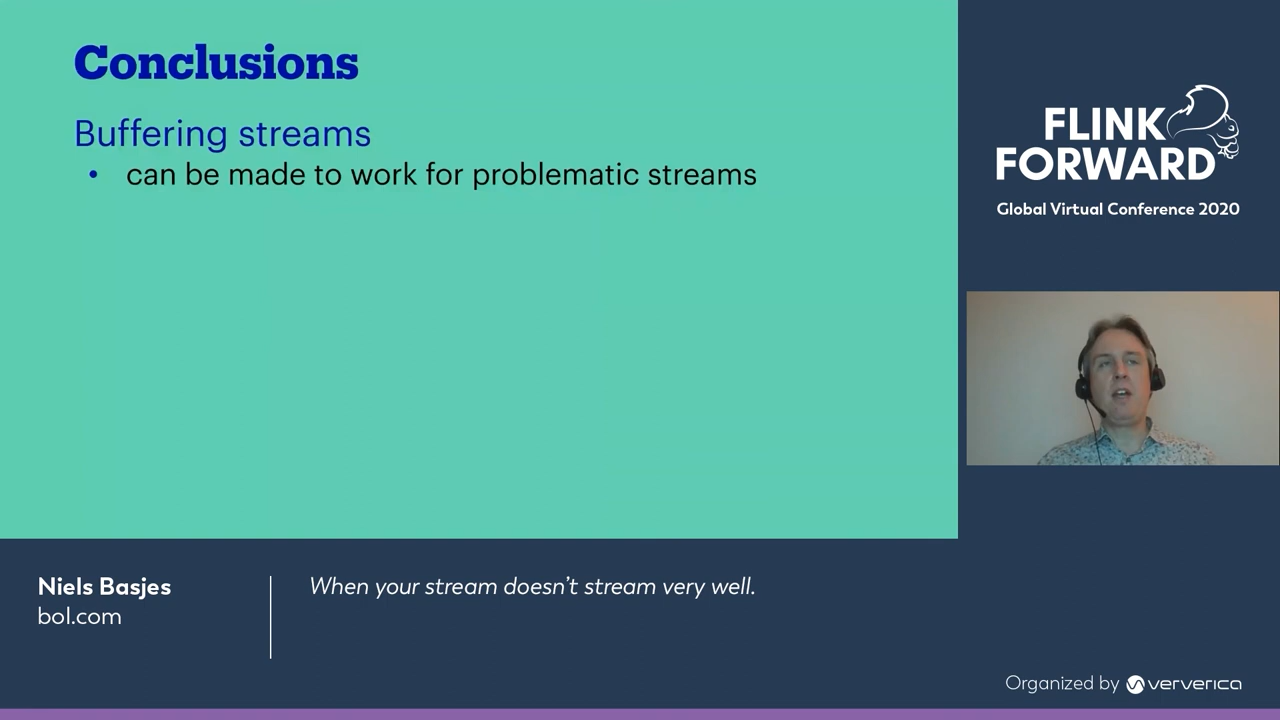 Conclusions
Buffering streams
• can be made to work for problematic streams
FLINK
FORWARD
Global Virtual Conference 2020
Niels Basjes
bol.com
When your stream doesn't stream very well.
Organized by ververica